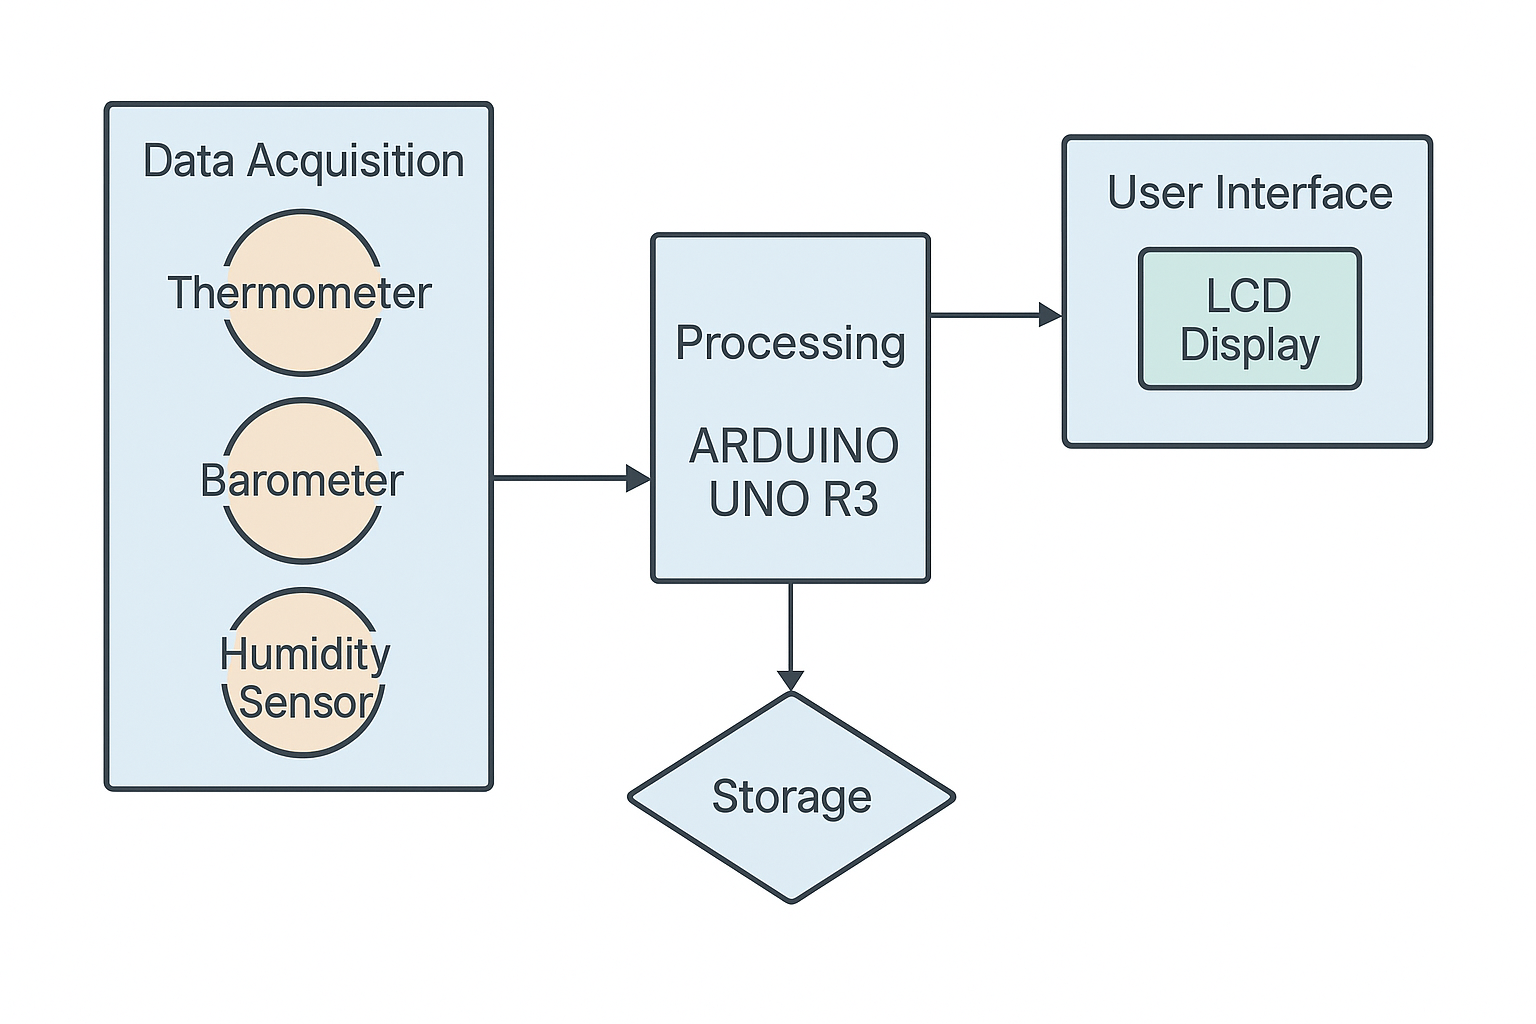 Data Acquisition
Thermometer
Barometer
Humidity
Sensor
Processing
ARDUINO
UNO R3
User Interface
LCD
Display
Storage